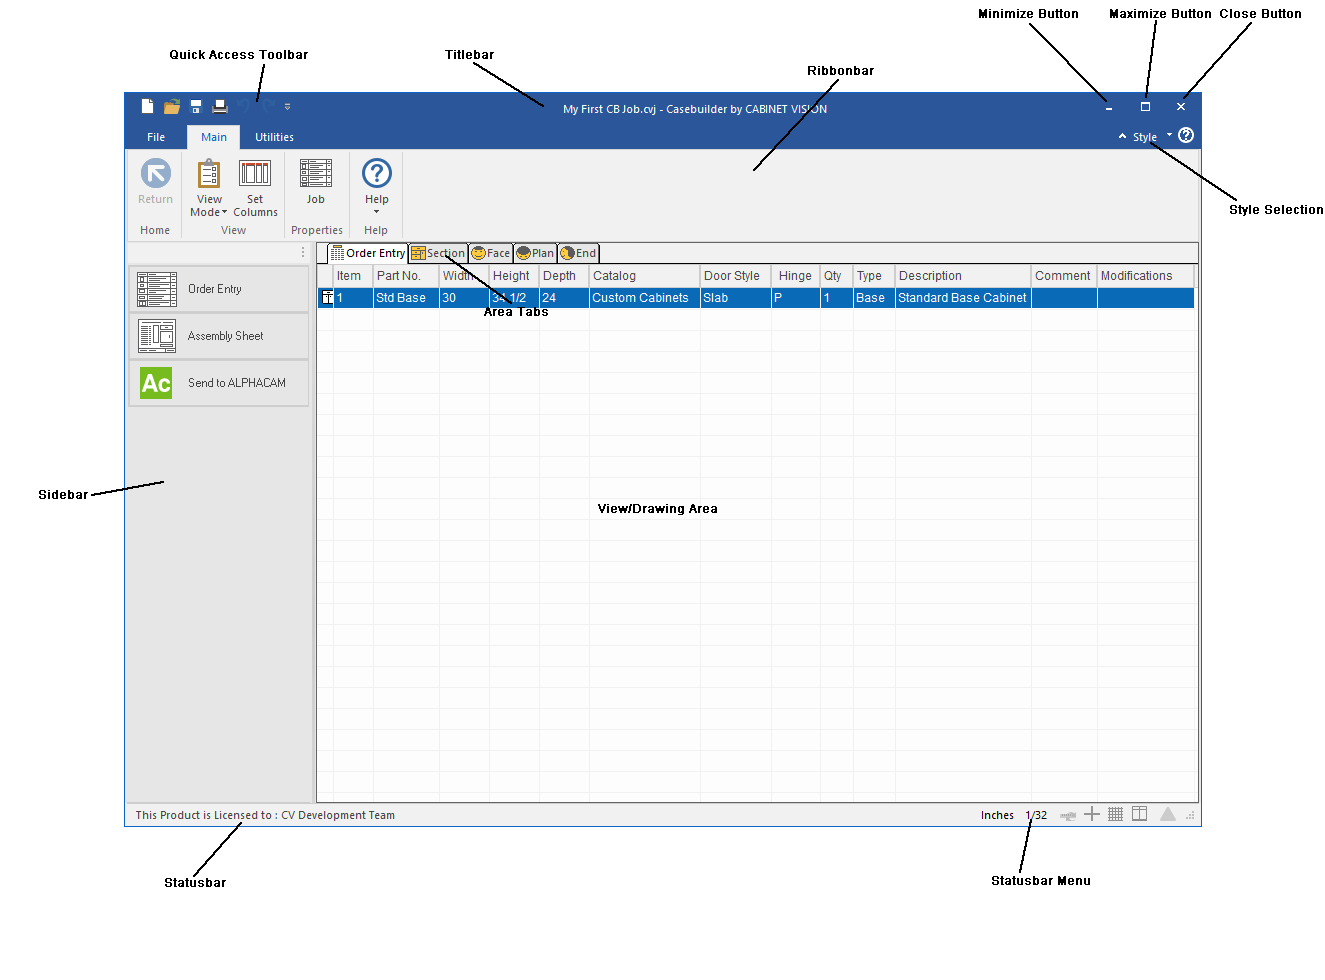 Minimize Button Maximize Button Close Button
Quick Access Toolbar Titlebar
Ribbonbar
My First CB Job.cvj - Casebuilder by CABINET VISION
File Main Utilities Style
Style Selection
Return View Mode Set Columns Job Help
Home View Properties Help
Order Entry Section Face Plan End
Item Part No. Width Height Depth Catalog Door Style Hinge Qty Type Description Comment Modifications
1 Std Base 30 34 1/2 24 Custom Cabinets Slab P 1 Base Standard Base Cabinet
Area Tabs
Order Entry
Assembly Sheet
Ac Send to ALPHACAM
Sidebar
View/Drawing Area
This Product is Licensed to : CV Development Team Inches 1/32
Statusbar Statusbar Menu